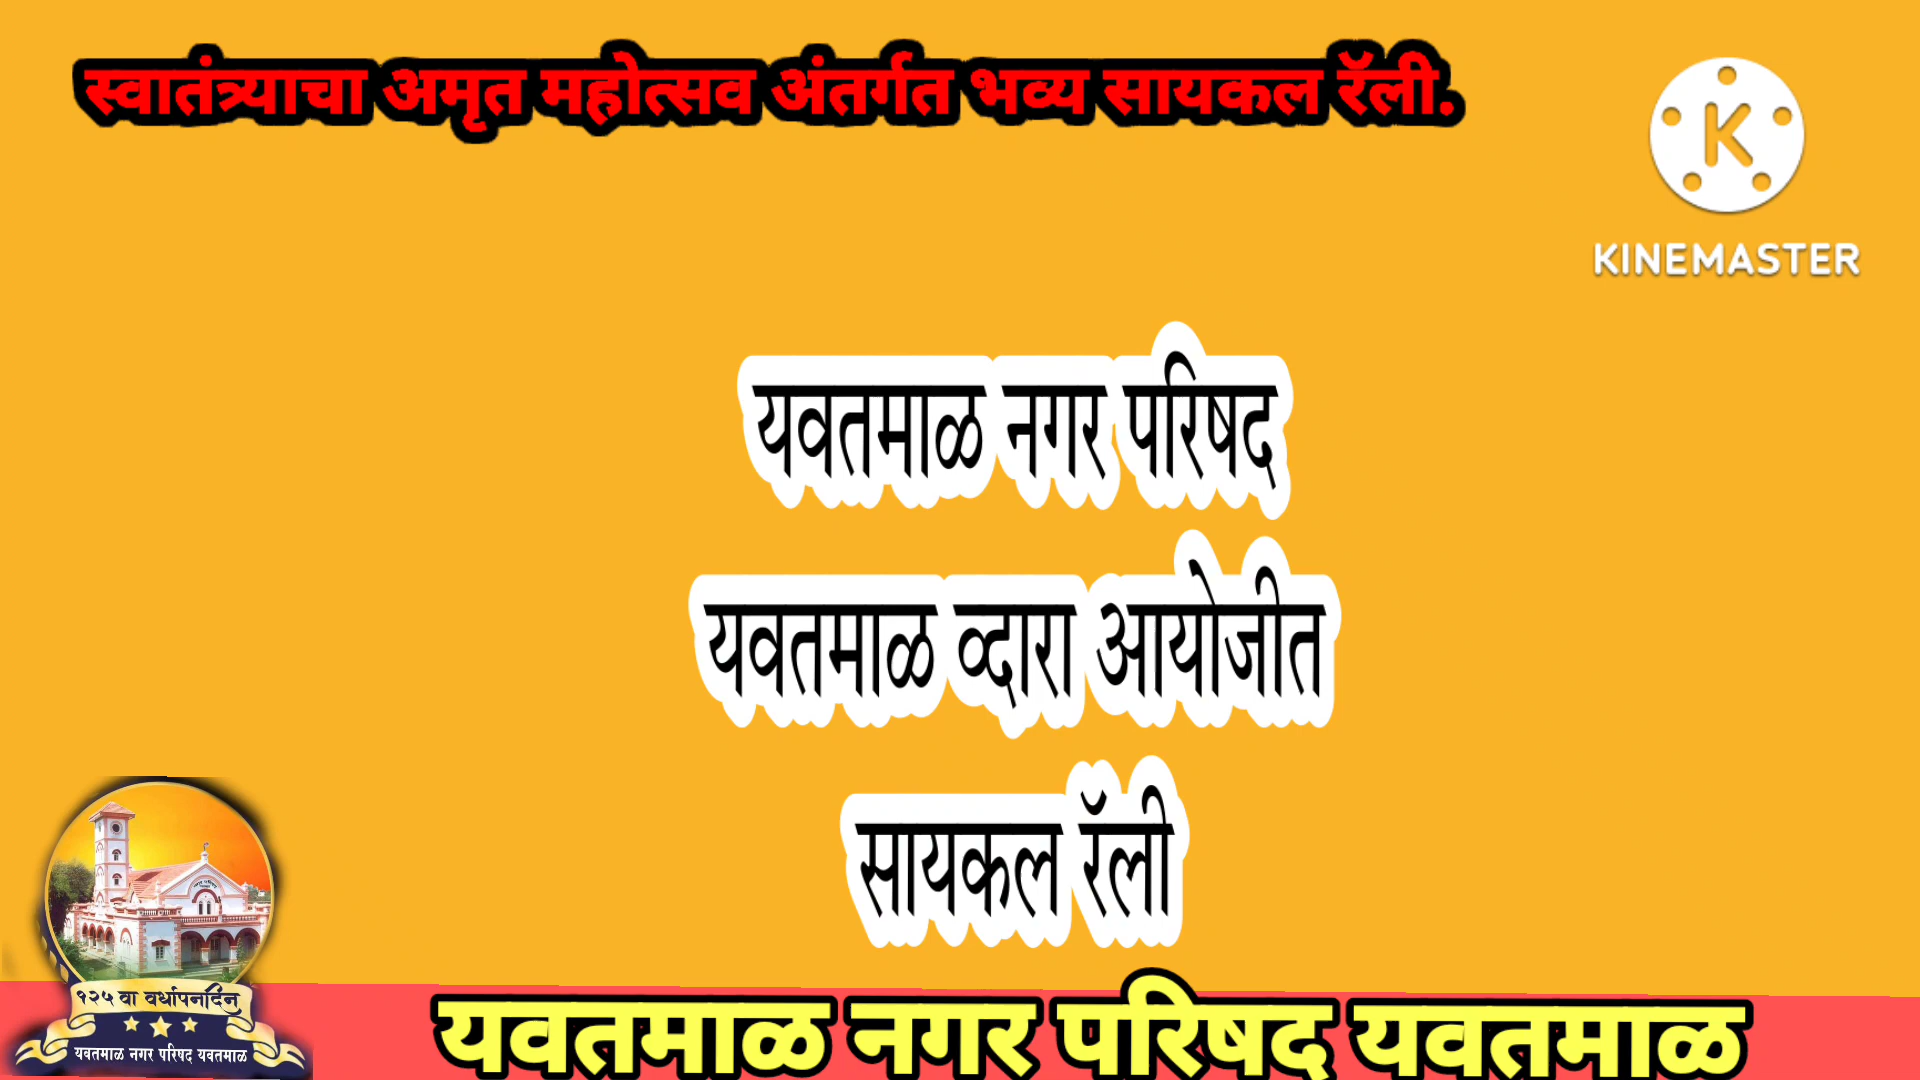 स्वातंत्र्याचा अमृत महोत्सव अंतर्गत भव्य सायकल रॅली.
KINEMASTER
यवतमाळ नगर परिषद
यवतमाळ व्दारा आयोजीत
सायकल रॅली
१२५ वा वर्धापनदिन
यवतमाळ नगर परिषद यवतमाळ
यवतमाळ नगर परिषद यवतमाळ